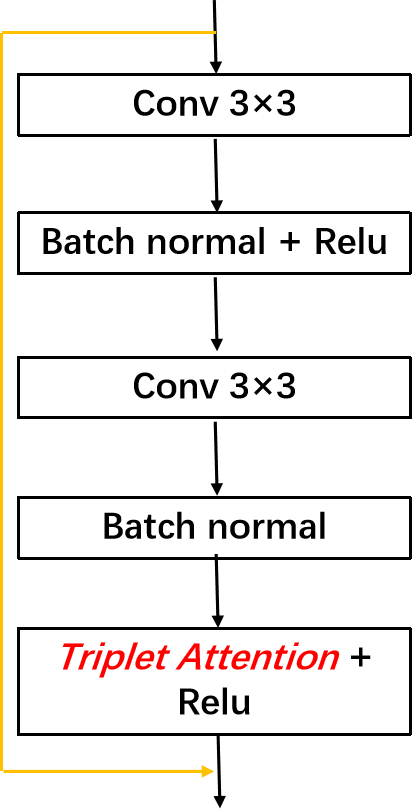 Conv 3×3
Batch normal + Relu
Conv 3×3
Batch normal
Triplet Attention +
Relu